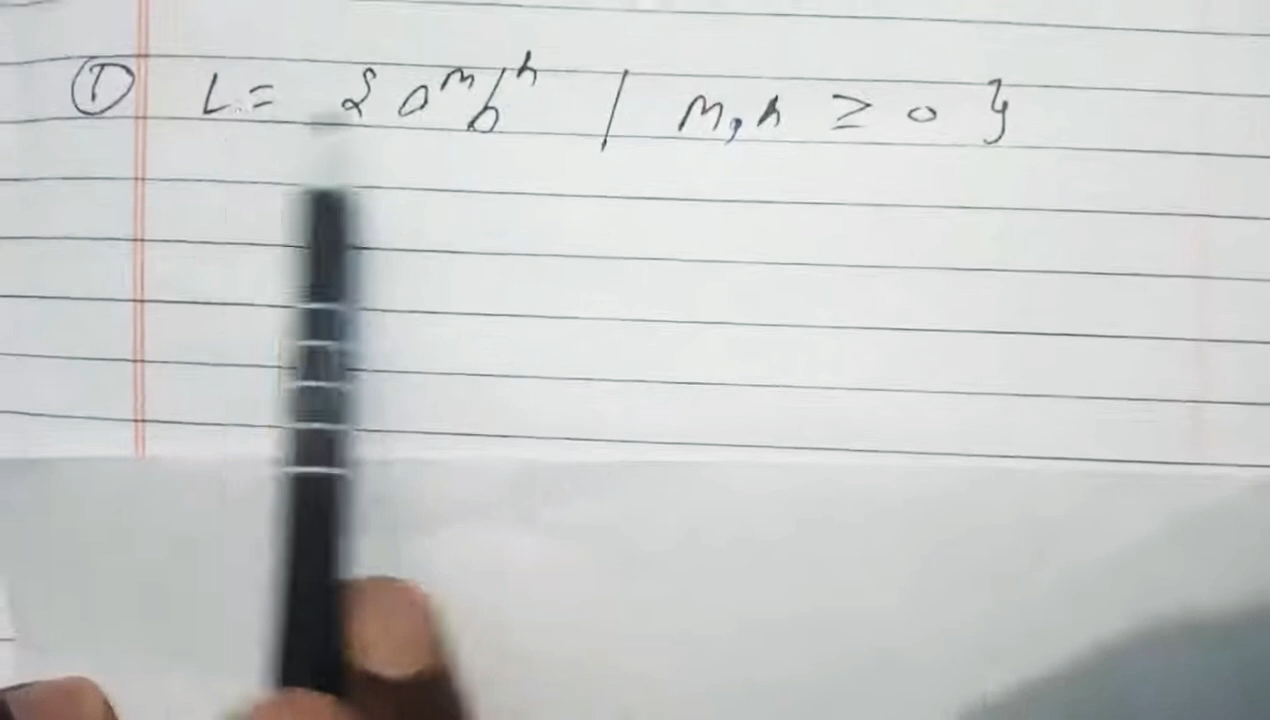 ① L = { a^m b^n | m, n ≥ 0 }